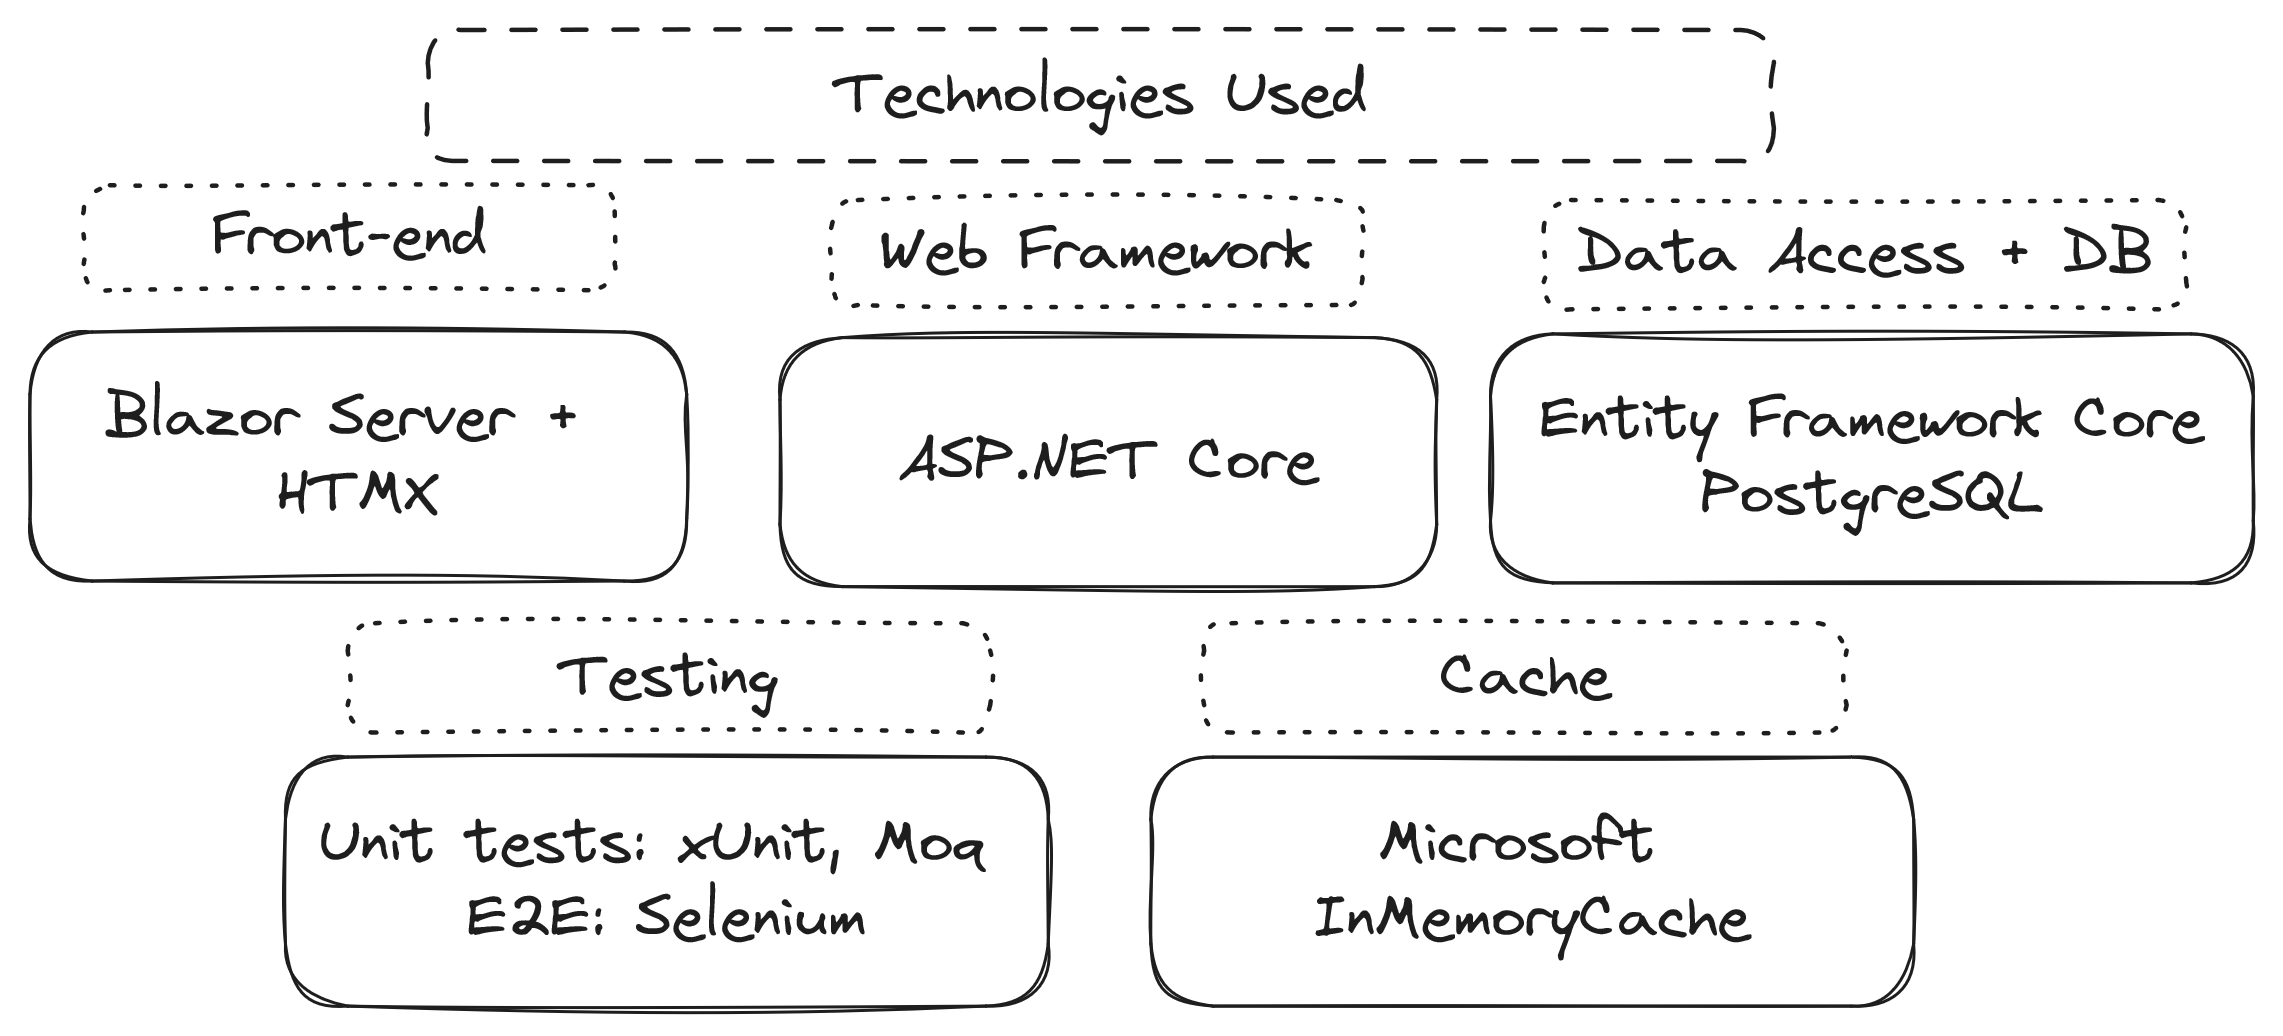 Technologies Used
Front-end
Web Framework
Data Access + DB
Blazor Server +
HTMX
ASP.NET Core
Entity Framework Core
PostgreSQL
Testing
Cache
Unit tests: xUnit, Moq
E2E: Selenium
Microsoft
InMemoryCache